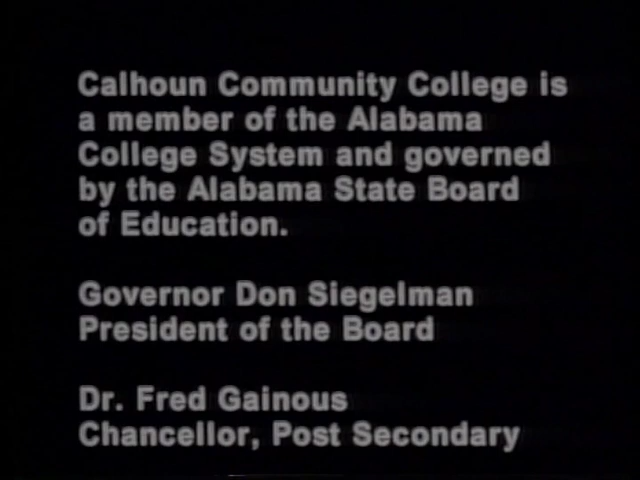 Calhoun Community College is
a member of the Alabama
College System and governed
by the Alabama State Board
of Education.
Governor Don Siegelman
President of the Board
Dr. Fred Gainous
Chancellor, Post Secondary